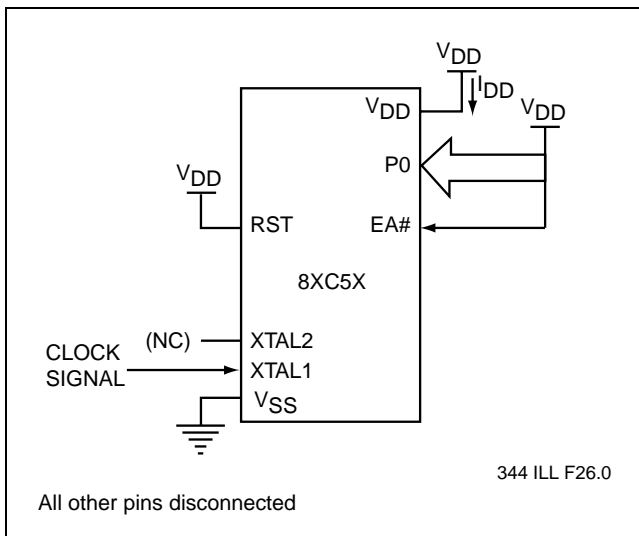 VDD
IDD
VDD
VDD
P0
VDD
RST
EA#
8XC5X
(NC)
XTAL2
CLOCK
SIGNAL
XTAL1
VSS
344 ILL F26.0
All other pins disconnected